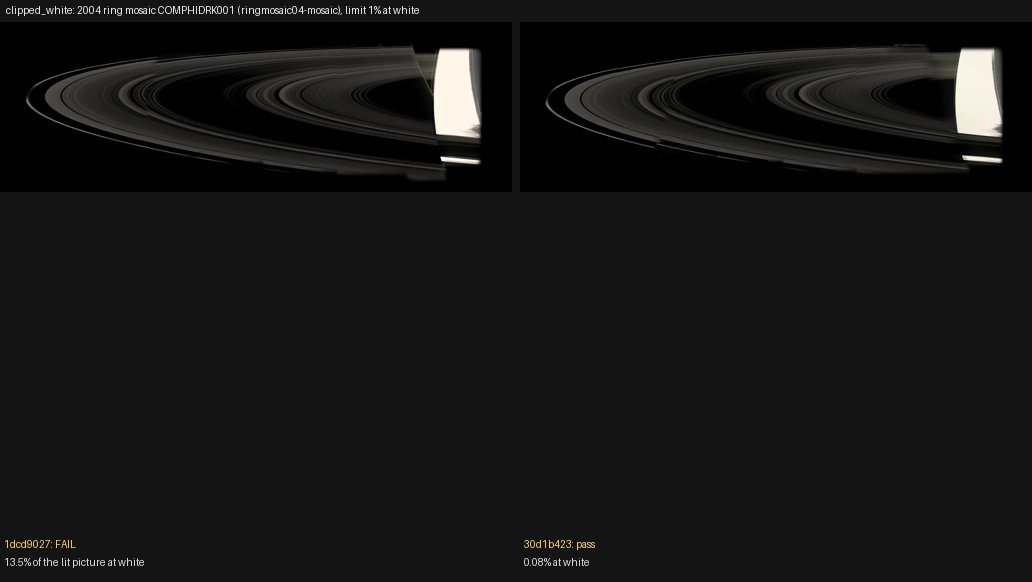 clipped_white: 2004 ring mosaic COMPHIDRK001 (ringmosaic04-mosaic), limit 1% at white
1dcd9027: FAIL
13.5% of the lit picture at white
30d1b423: pass
0.08% at white